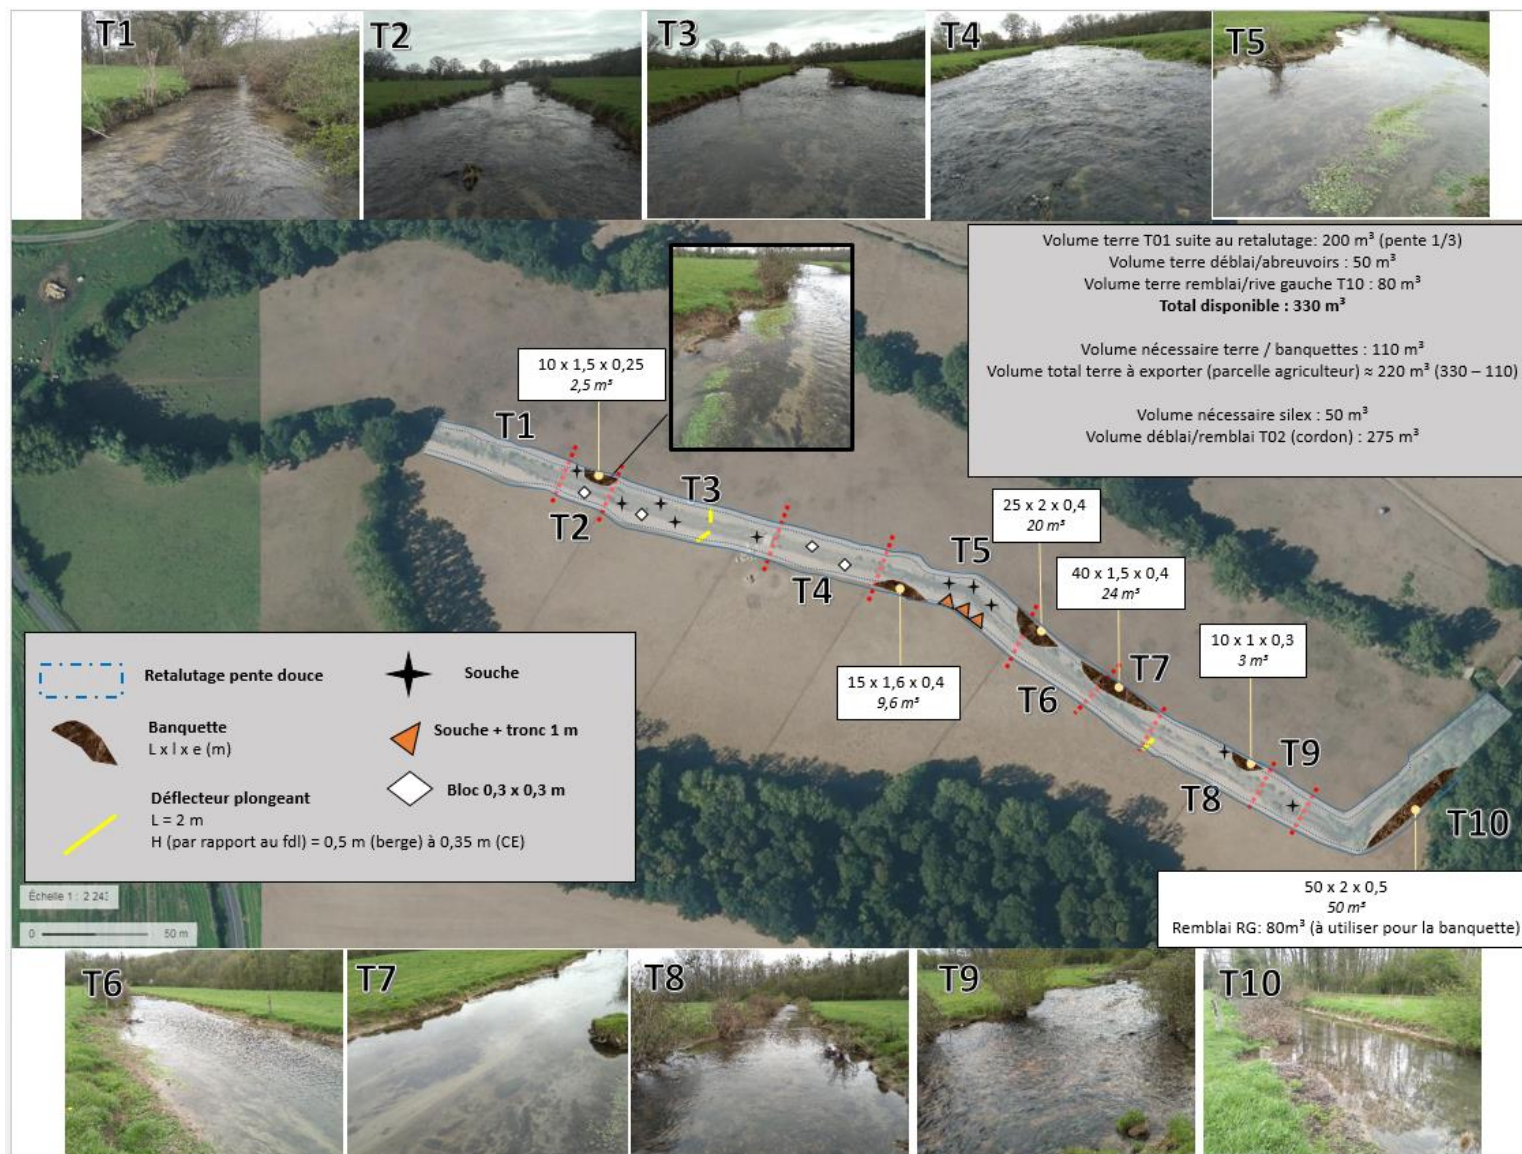 T1
T2
T3
T4
T5
Volume terre T01 suite au retalutage: 200 m³ (pente 1/3)
Volume terre déblai/abreuvoirs : 50 m³
Volume terre remblai/rive gauche T10 : 80 m³
Total disponible : 330 m³
Volume nécessaire terre / banquettes : 110 m³
Volume total terre à exporter (parcelle agriculteur) ≈ 220 m³ (330 – 110)
Volume nécessaire silex : 50 m³
Volume déblai/remblai T02 (cordon) : 275 m³
10 x 1,5 x 0,25
2,5 m³
T1
T2
T3
T4
T5
25 x 2 x 0,4
20 m³
40 x 1,5 x 0,4
24 m³
10 x 1 x 0,3
3 m³
15 x 1,6 x 0,4
9,6 m³
T6
T7
T8
T9
T10
50 x 2 x 0,5
50 m³
Remblai RG: 80m³ (à utiliser pour la banquette)
Retalutage pente douce
Souche
Banquette
L x l x e (m)
Souche + tronc 1 m
Bloc 0,3 x 0,3 m
Déflecteur plongeant
L = 2 m
H (par rapport au fdl) = 0,5 m (berge) à 0,35 m (CE)
Échelle 1 : 2 243
0 50 m
T6
T7
T8
T9
T10